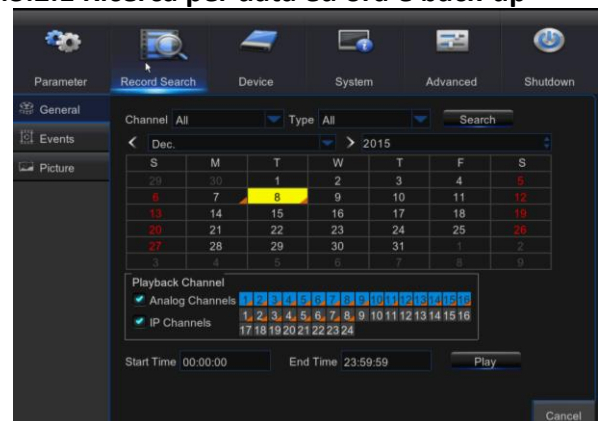 Ricerca per data ed ora e back up
Parameter Record Search Device System Advanced Shutdown
General
Events
Picture
Channel All Type All Search
< Dec. > 2015
S M T W T F S
29 30 1 2 3 4 5
6 7 8 9 10 11 12
13 14 15 16 17 18 19
20 21 22 23 24 25 26
27 28 29 30 31 1 2
3 4 5 6 7 8 9
Playback Channel
Analog Channels 1 2 3 4 5 6 7 8 9 10 11 12 13 14 15 16
IP Channels 1 2 3 4 5 6 7 8 9 10 11 12 13 14 15 16
17 18 19 20 21 22 23 24
Start Time 00:00:00 End Time 23:59:59 Play
Cancel